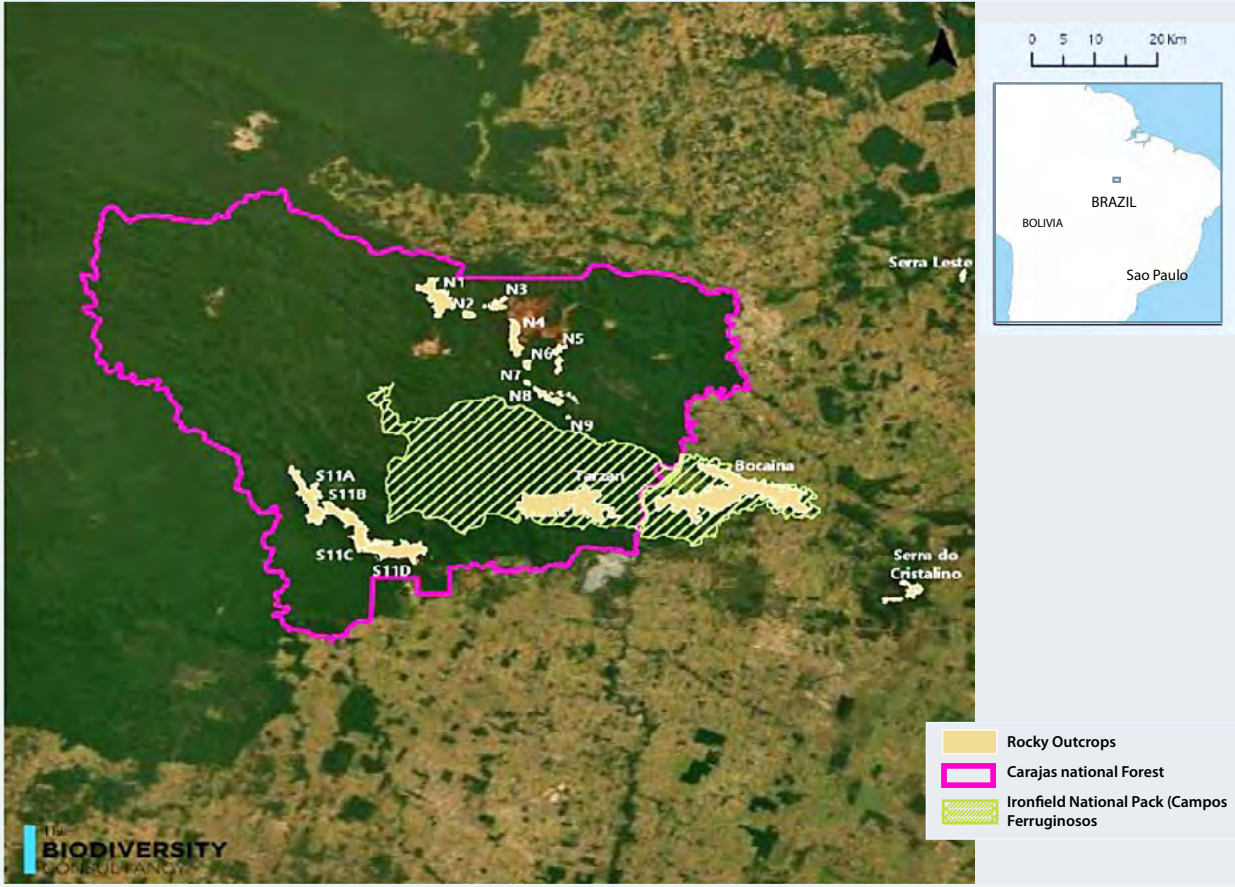 0 5 10 20 Km
BRAZIL
BOLIVIA
Sao Paulo
Serra Leste
N1
N2
N3
N4
N5
N6
N7
N8
N9
Tarzan
Bocaina
S11A
S11B
S11C
S11D
Serra do
Cristalino
Rocky Outcrops
Carajas national Forest
Ironfield National Pack (Campos
Ferruginosos
THE
BIODIVERSITY
CONSULTANCY